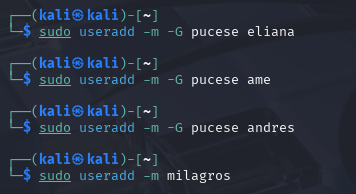 ┌──(kali㉿kali)-[~]
└─$ sudo useradd -m -G pucese eliana
┌──(kali㉿kali)-[~]
└─$ sudo useradd -m -G pucese ame
┌──(kali㉿kali)-[~]
└─$ sudo useradd -m -G pucese andres
┌──(kali㉿kali)-[~]
└─$ sudo useradd -m milagros